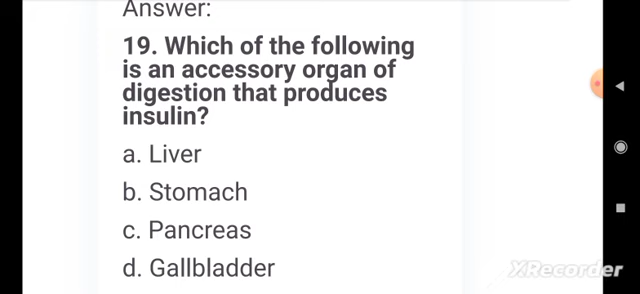 Answer:
19. Which of the following
is an accessory organ of
digestion that produces
insulin?
a. Liver
b. Stomach
c. Pancreas
d. Gallbladder
XRecorder